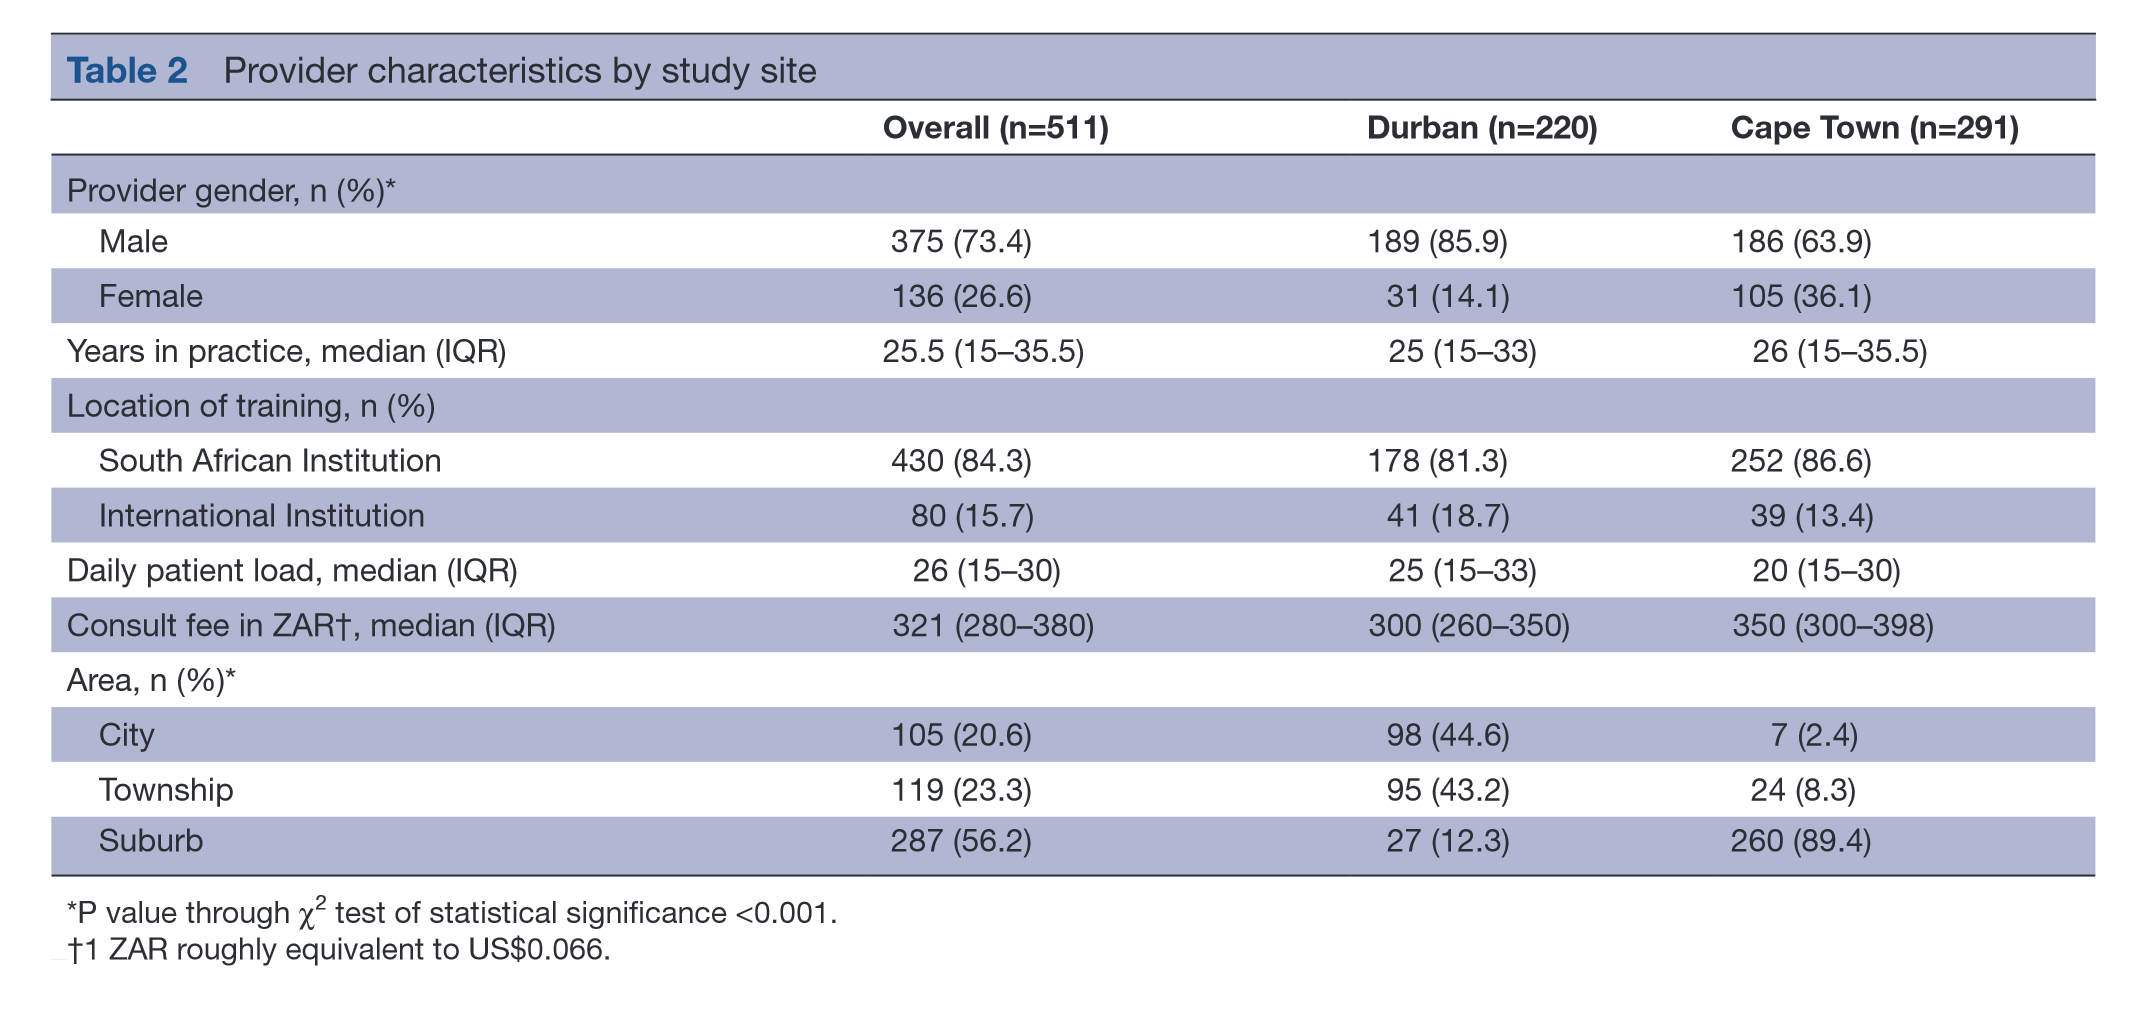 Table 2 Provider characteristics by study site
Overall (n=511) Durban (n=220) Cape Town (n=291)
Provider gender, n (%)*
Male 375 (73.4) 189 (85.9) 186 (63.9)
Female 136 (26.6) 31 (14.1) 105 (36.1)
Years in practice, median (IQR) 25.5 (15–35.5) 25 (15–33) 26 (15–35.5)
Location of training, n (%)
South African Institution 430 (84.3) 178 (81.3) 252 (86.6)
International Institution 80 (15.7) 41 (18.7) 39 (13.4)
Daily patient load, median (IQR) 26 (15–30) 25 (15–33) 20 (15–30)
Consult fee in ZAR†, median (IQR) 321 (280–380) 300 (260–350) 350 (300–398)
Area, n (%)*
City 105 (20.6) 98 (44.6) 7 (2.4)
Township 119 (23.3) 95 (43.2) 24 (8.3)
Suburb 287 (56.2) 27 (12.3) 260 (89.4)
*P value through χ² test of statistical significance <0.001.
†1 ZAR roughly equivalent to US$0.066.